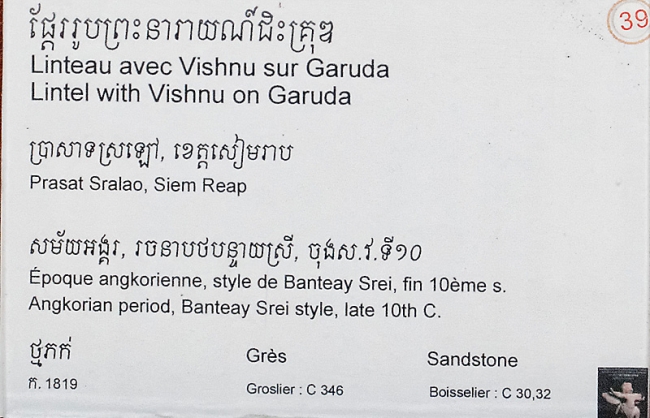 ផ្ដែររូបព្រះនារាយណ៍ជិះគ្រុឌ
39
Linteau avec Vishnu sur Garuda
Lintel with Vishnu on Garuda
ប្រាសាទស្រឡៅ, ខេត្តសៀមរាប
Prasat Sralao, Siem Reap
សម័យអង្គរ, រចនាបថបន្ទាយស្រី, ចុងស.វ.ទី១០
Époque angkorienne, style de Banteay Srei, fin 10ème s.
Angkorian period, Banteay Srei style, late 10th C.
ថ្មភក់ Grès Sandstone
ក. 1819 Groslier : C 346 Boisselier : C 30,32